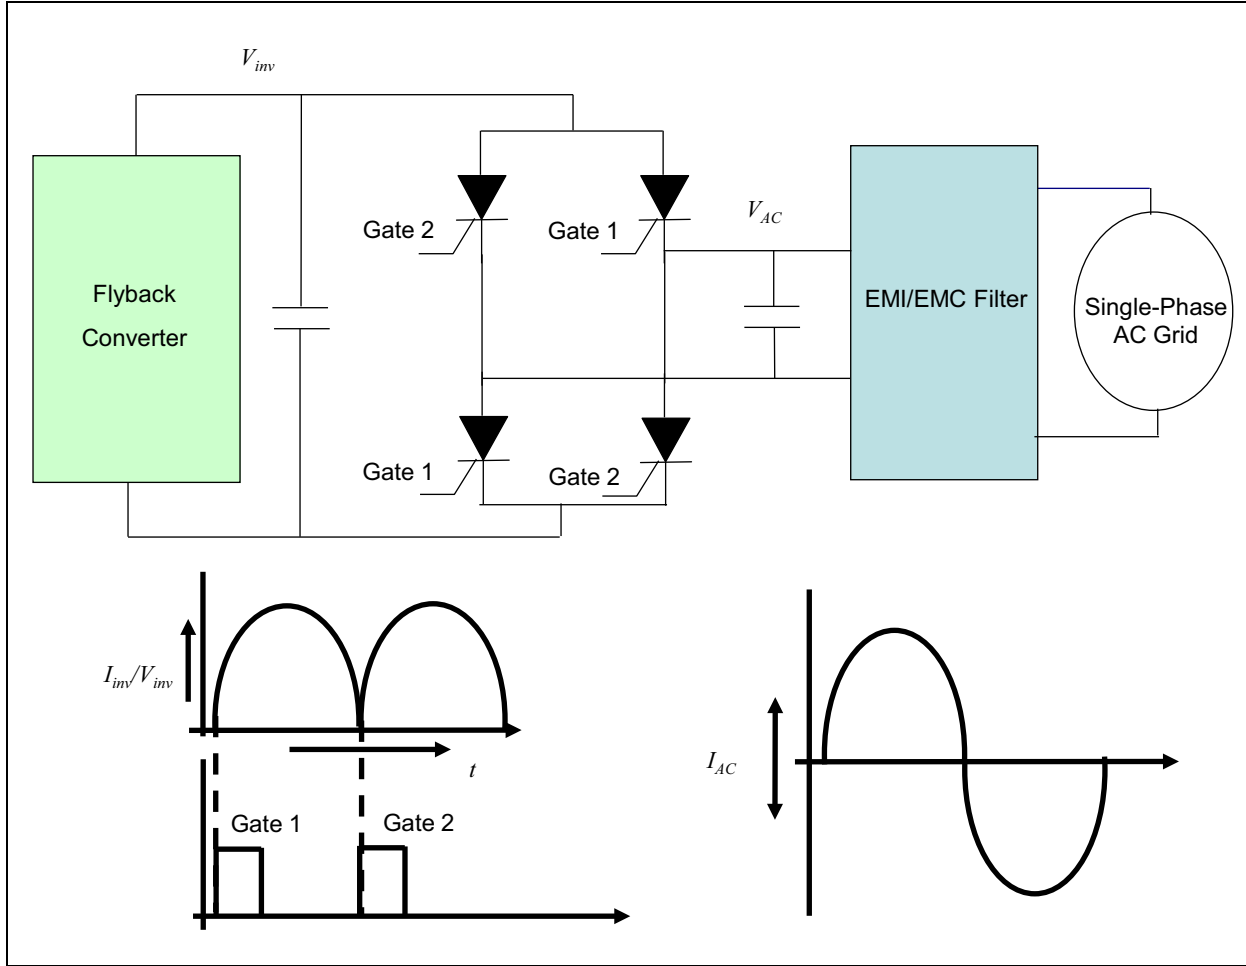 V_inv
Gate 2
Gate 1
V_AC
Flyback
Converter
EMI/EMC Filter
Single-Phase
AC Grid
Gate 1
Gate 2
I_inv/V_inv
t
Gate 1
Gate 2
I_AC